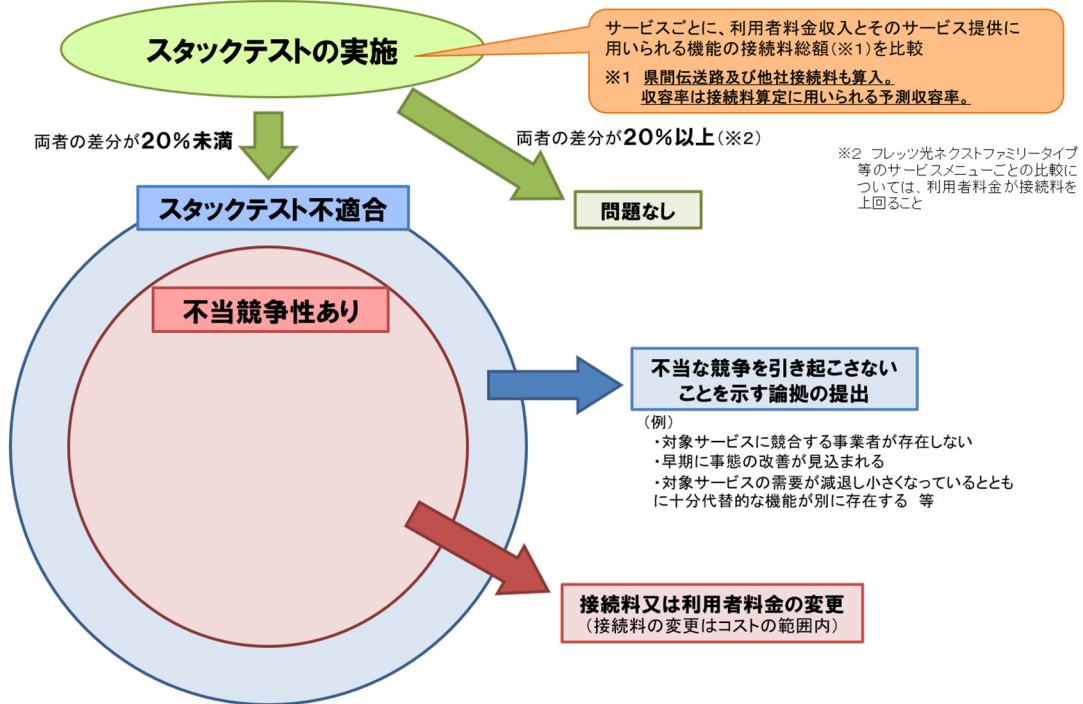 スタックテストの実施
サービスごとに、利用者料金収入とそのサービス提供に
用いられる機能の接続料総額(※1)を比較
※1　県間伝送路及び他社接続料も算入。
収容率は接続料算定に用いられる予測収容率。
両者の差分が20%未満
両者の差分が20%以上(※2)
※2　フレッツ光ネクストファミリータイプ
等のサービスメニューごとの比較に
ついては、利用者料金が接続料を
上回ること
スタックテスト不適合
問題なし
不当競争性あり
不当な競争を引き起こさない
ことを示す論拠の提出
(例)
・対象サービスに競合する事業者が存在しない
・早期に事態の改善が見込まれる
・対象サービスの需要が減退し小さくなっているととも
に十分代替的な機能が別に存在する　等
接続料又は利用者料金の変更
(接続料の変更はコストの範囲内)